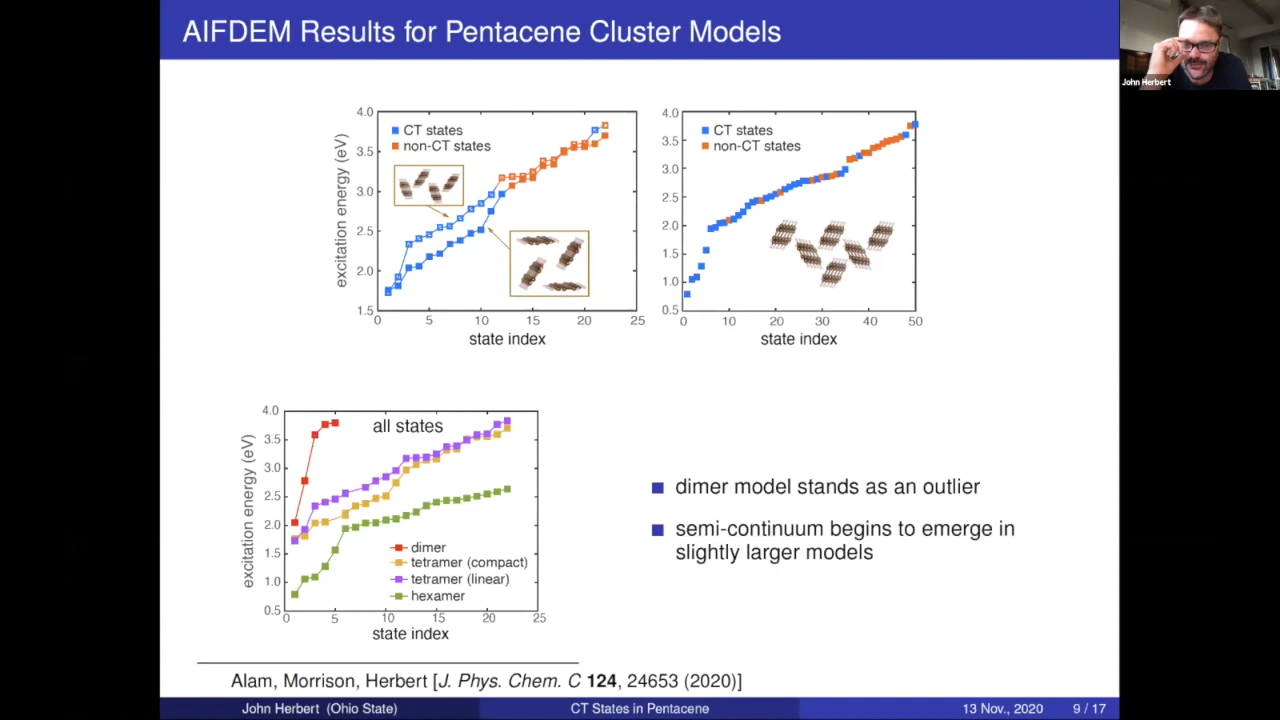 AIFDEM Results for Pentacene Cluster Models
John Herbert
4.0
3.5
3.0
2.5
2.0
1.5
excitation energy (eV)
CT states
non-CT states
0
5
10
15
20
25
state index
4.0
3.5
3.0
2.5
2.0
1.5
1.0
0.5
CT states
non-CT states
0
10
20
30
40
50
state index
4.0
3.5
3.0
2.5
2.0
1.5
1.0
0.5
excitation energy (eV)
all states
dimer
tetramer (compact)
tetramer (linear)
hexamer
0
5
10
15
20
25
state index
dimer model stands as an outlier
semi-continuum begins to emerge in
slightly larger models
Alam, Morrison, Herbert [J. Phys. Chem. C 124, 24653 (2020)]
John Herbert (Ohio State)
CT States in Pentacene
13 Nov., 2020
9 / 17